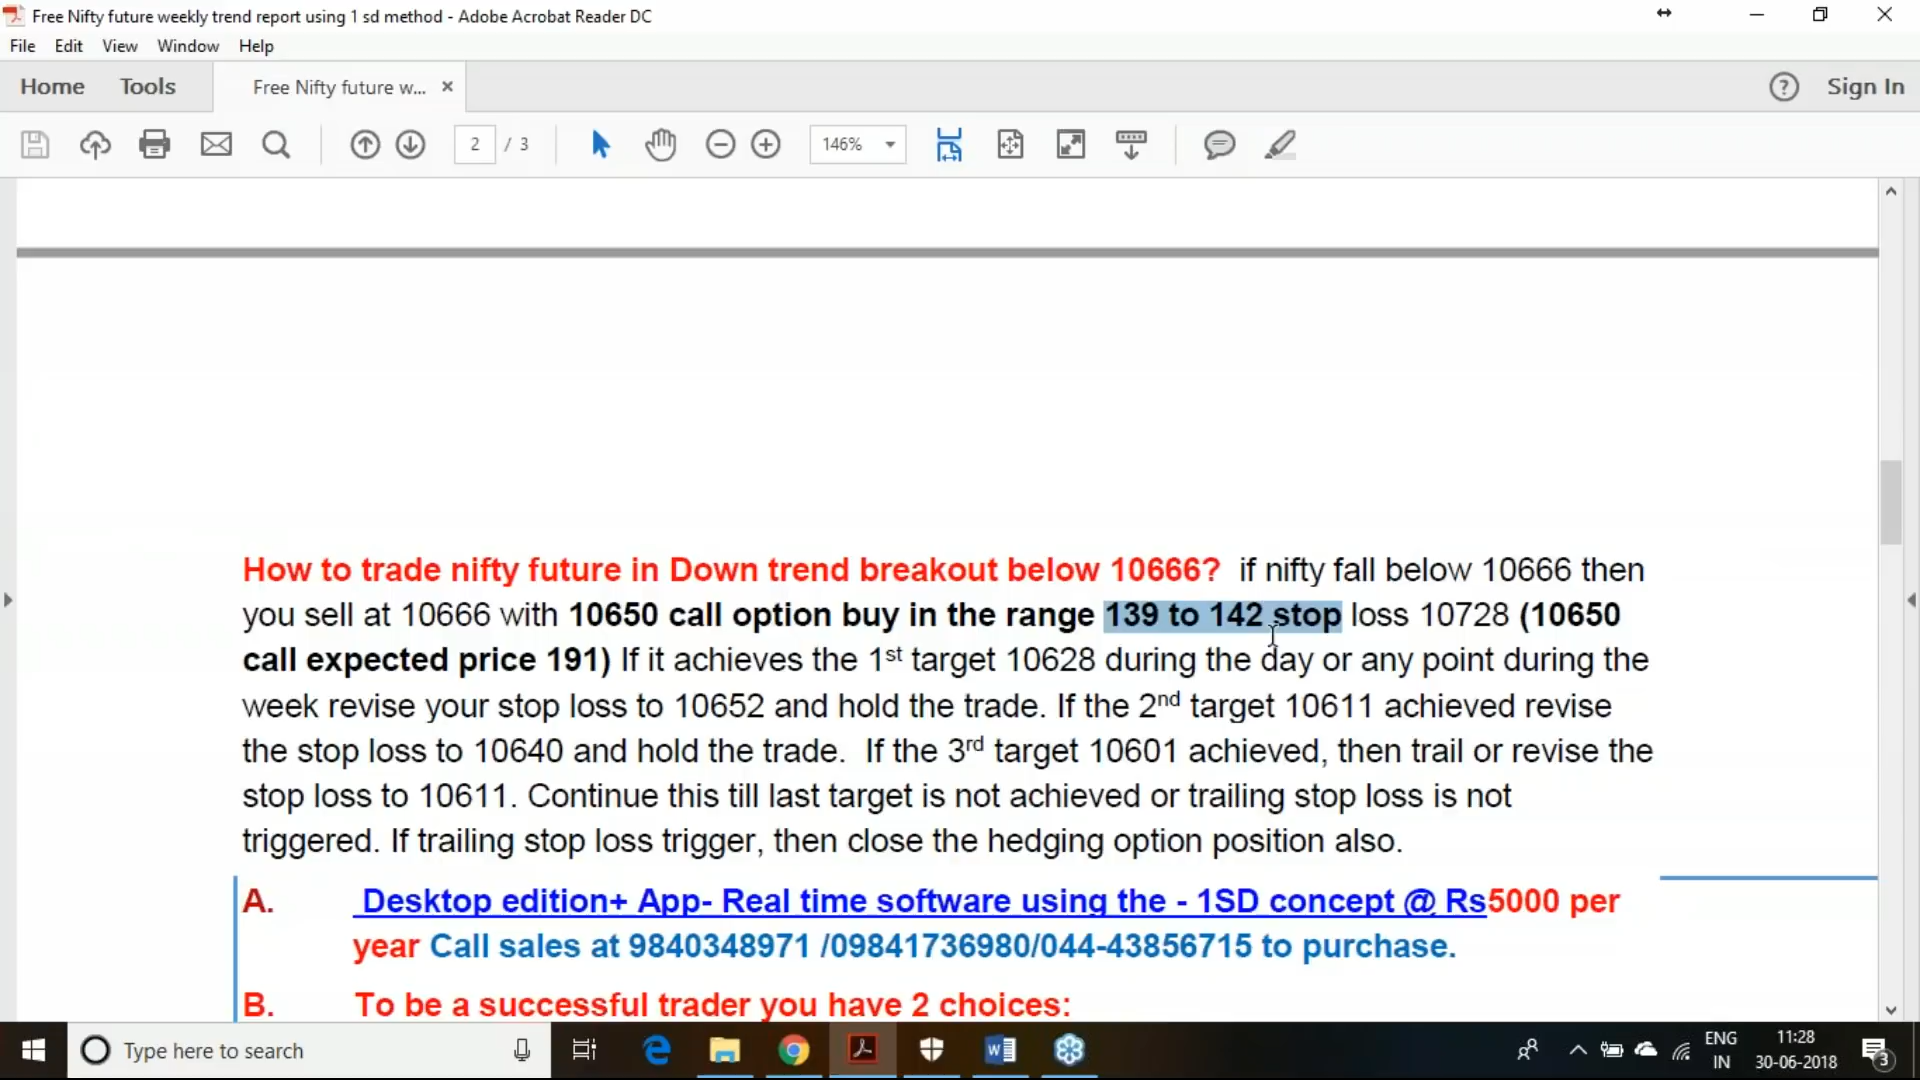 Free Nifty future weekly trend report using 1 sd method - Adobe Acrobat Reader DC
File Edit View Window Help
Home Tools Free Nifty future w... × Sign In
2 / 3 146%
How to trade nifty future in Down trend breakout below 10666? if nifty fall below 10666 then
you sell at 10666 with 10650 call option buy in the range 139 to 142 stop loss 10728 (10650
call expected price 191) If it achieves the 1st target 10628 during the day or any point during the
week revise your stop loss to 10652 and hold the trade. If the 2nd target 10611 achieved revise
the stop loss to 10640 and hold the trade. If the 3rd target 10601 achieved, then trail or revise the
stop loss to 10611. Continue this till last target is not achieved or trailing stop loss is not
triggered. If trailing stop loss trigger, then close the hedging option position also.
A. Desktop edition+ App- Real time software using the - 1SD concept @ Rs5000 per
year Call sales at 9840348971 /09841736980/044-43856715 to purchase.
B. To be a successful trader you have 2 choices:
Type here to search
ENG 11:28
IN 30-06-2018 3